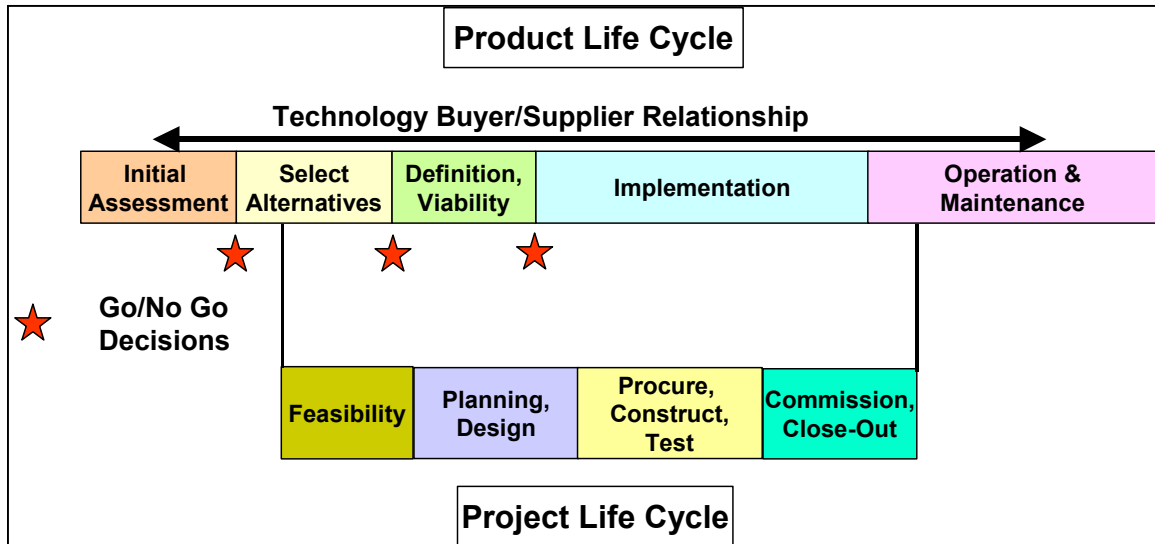 Product Life Cycle
Technology Buyer/Supplier Relationship
Initial
Assessment
Select
Alternatives
Definition,
Viability
Implementation
Operation &
Maintenance
Go/No Go
Decisions
Feasibility
Planning,
Design
Procure,
Construct,
Test
Commission,
Close-Out
Project Life Cycle